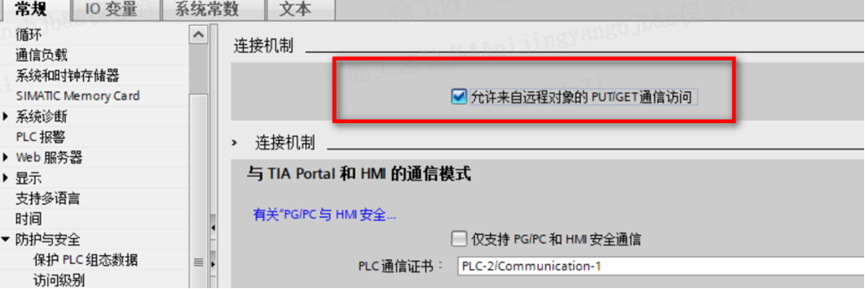 常规
IO 变量
系统常数
文本
循环
通信负载
系统和时钟存储器
SIMATIC Memory Card
系统诊断
PLC 报警
Web 服务器
显示
支持多语言
时间
防护与安全
保护 PLC 组态数据
访问级别
连接机制
允许来自远程对象的 PUT/GET 通信访问
连接机制
与 TIA Portal 和 HMI 的通信模式
有关"PG/PC 与 HMI 安全...
仅支持 PG/PC 和 HMI 安全通信
PLC 通信证书：
PLC-2/Communication-1